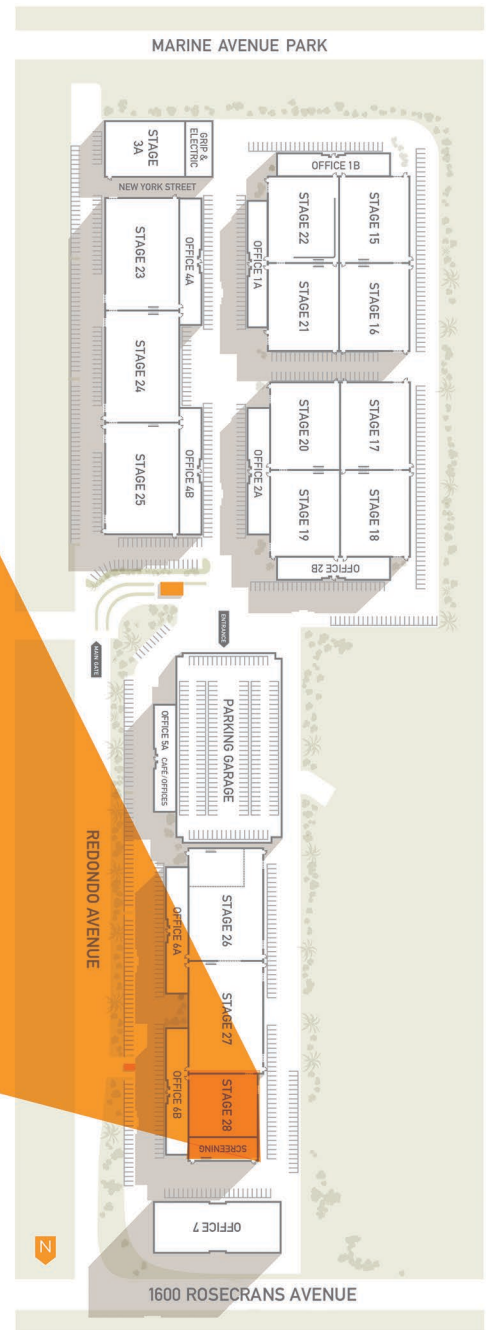 MARINE AVENUE PARK
STAGE
3A
GRIP &
ELECTRIC
NEW YORK STREET
OFFICE 1B
STAGE 22
STAGE 15
STAGE 23
OFFICE 4A
OFFICE 1A
STAGE 21
STAGE 16
STAGE 24
STAGE 20
STAGE 17
STAGE 25
OFFICE 4B
OFFICE 2A
STAGE 19
STAGE 18
OFFICE 2B
ENTRANCE
MAIN GATE
PARKING GARAGE
OFFICE 5A CAFÉ/OFFICES
REDONDO AVENUE
STAGE 26
OFFICE 6A
STAGE 27
OFFICE 6B
STAGE 28
SCREENING
OFFICE 7
N
1600 ROSECRANS AVENUE